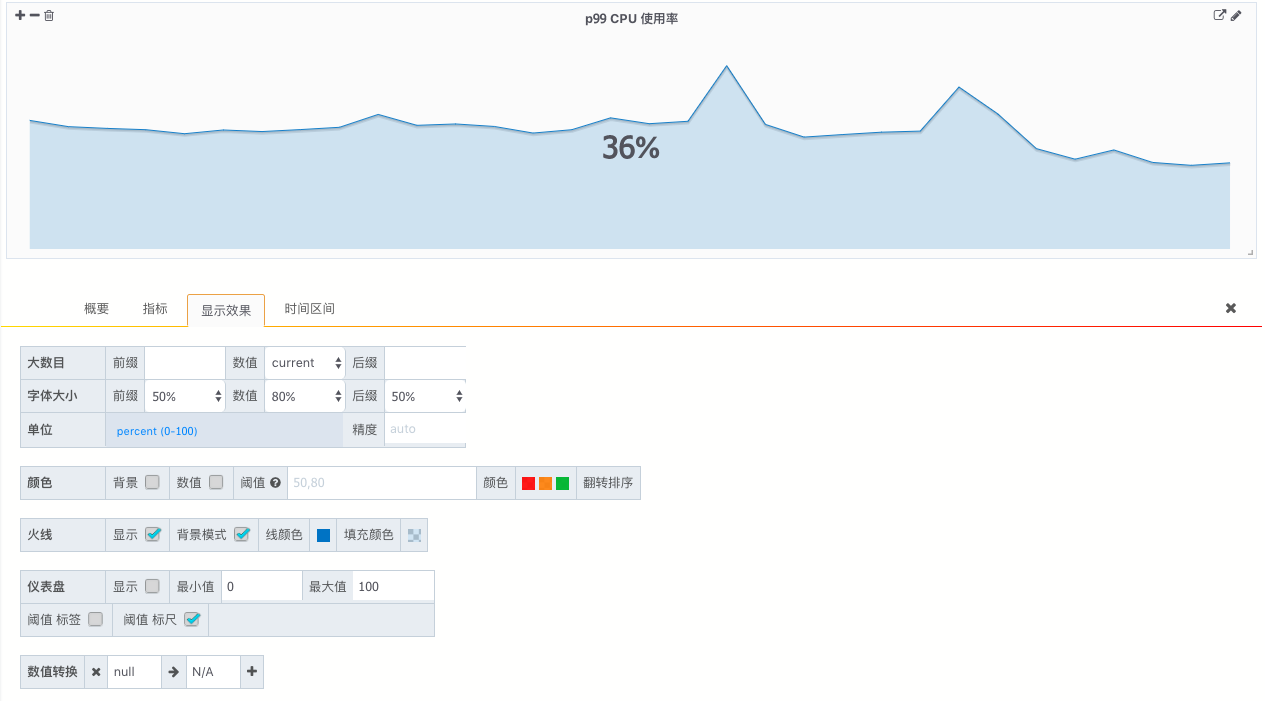 p99 CPU 使用率
36%
概要 指标 显示效果 时间区间
大数目 前缀 数值 current 后缀
字体大小 前缀 50% 数值 80% 后缀 50%
单位 percent (0-100) 精度 auto
颜色 背景 数值 阈值 50,80 颜色 翻转排序
火线 显示 背景模式 线颜色 填充颜色
仪表盘 显示 最小值 0 最大值 100
阈值 标签 阈值 标尺
数值转换 null N/A